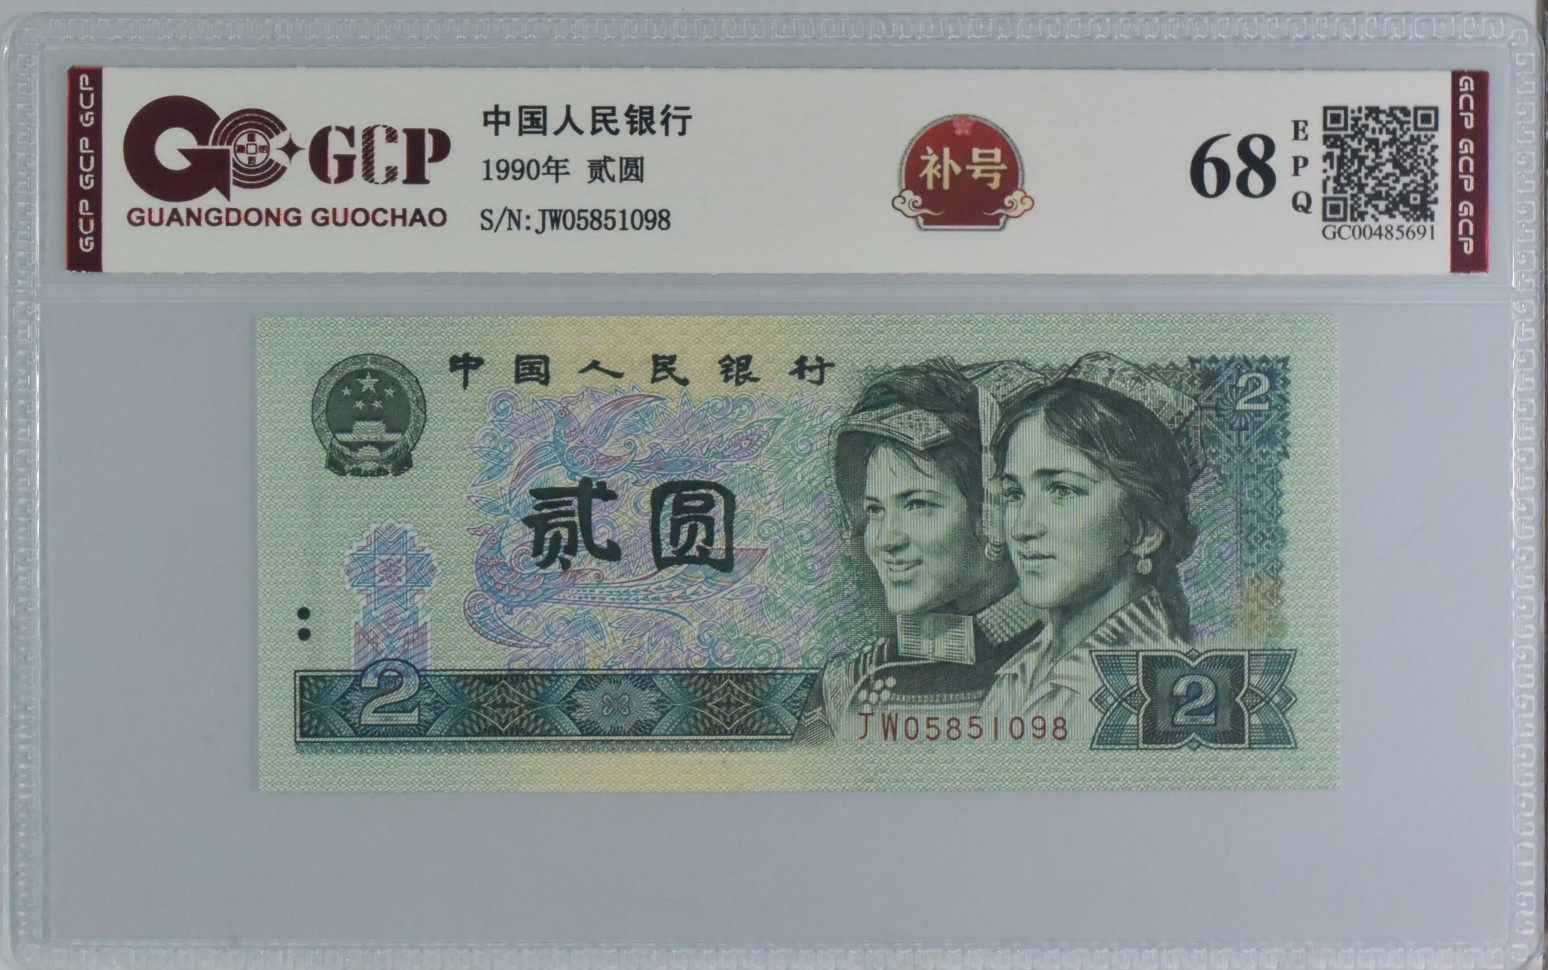 GCP GCP GCP
GC GCP
GUANGDONG GUOCHAO
中国人民银行
1990年 贰圆
S/N:JW05851098
补号
68
EPQ
GC00485691
GCP GCP GCP
中国人民银行
2
贰圆
2
2
JW05851098